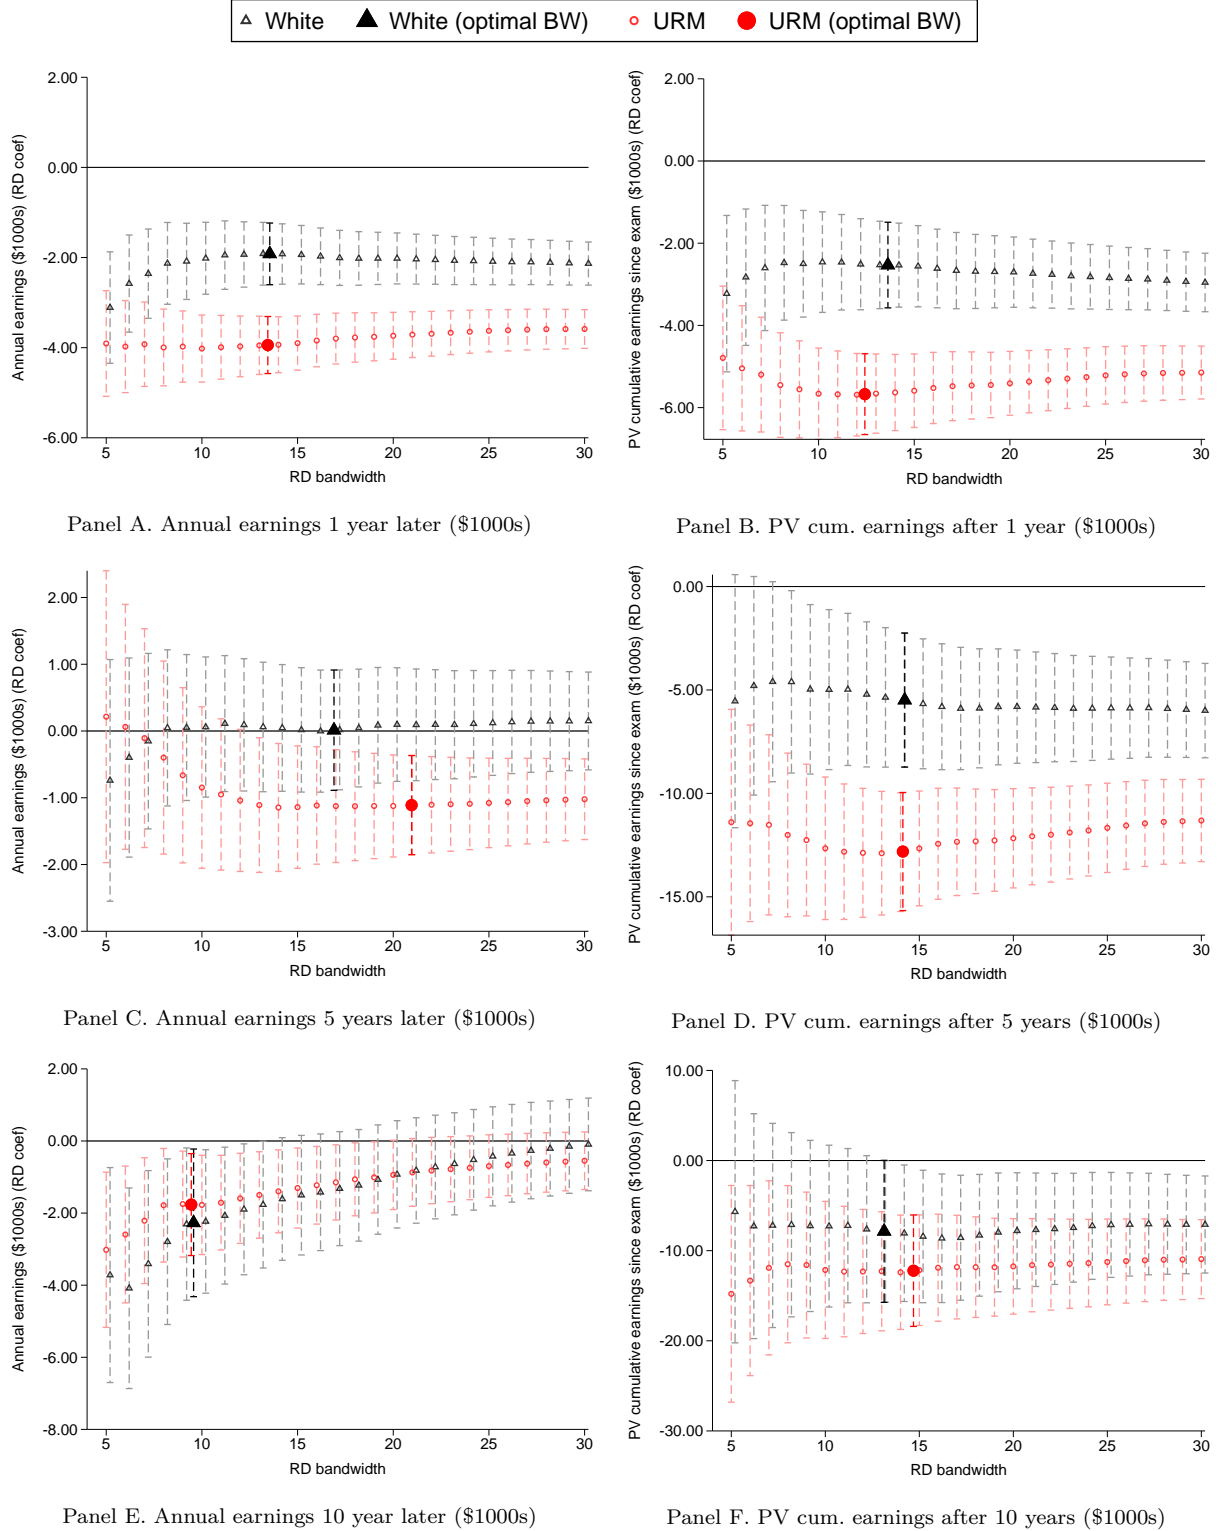 White White (optimal BW) URM URM (optimal BW)
Annual earnings ($1000s) (RD coef)
2.00
0.00
-2.00
-4.00
-6.00
5 10 15 20 25 30
RD bandwidth
Panel A. Annual earnings 1 year later ($1000s)
PV cumulative earnings since exam ($1000s) (RD coef)
2.00
0.00
-2.00
-4.00
-6.00
5 10 15 20 25 30
RD bandwidth
Panel B. PV cum. earnings after 1 year ($1000s)
Annual earnings ($1000s) (RD coef)
2.00
1.00
0.00
-1.00
-2.00
-3.00
5 10 15 20 25 30
RD bandwidth
Panel C. Annual earnings 5 years later ($1000s)
PV cumulative earnings since exam ($1000s) (RD coef)
0.00
-5.00
-10.00
-15.00
5 10 15 20 25 30
RD bandwidth
Panel D. PV cum. earnings after 5 years ($1000s)
Annual earnings ($1000s) (RD coef)
2.00
0.00
-2.00
-4.00
-6.00
-8.00
5 10 15 20 25 30
RD bandwidth
Panel E. Annual earnings 10 year later ($1000s)
PV cumulative earnings since exam ($1000s) (RD coef)
10.00
0.00
-10.00
-20.00
-30.00
5 10 15 20 25 30
RD bandwidth
Panel F. PV cum. earnings after 10 years ($1000s)